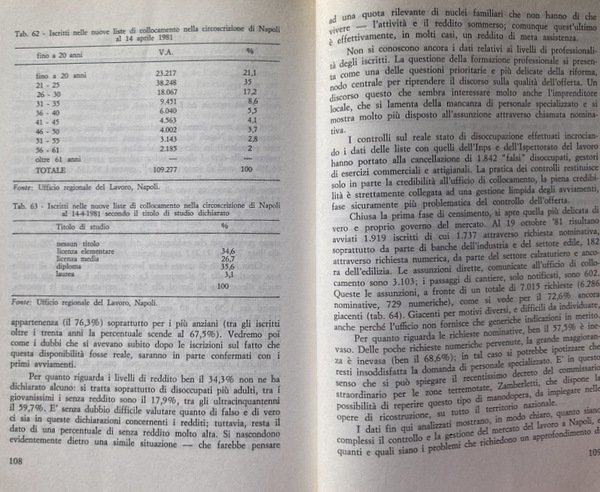 Tab. 62 - Iscritti nelle nuove liste di collocamento nella circoscrizione di Napoli
al 14 aprile 1981
fino a 20 anni V.A. %
fino a 20 anni 23.217 21,1
21 - 25 38.248 35
26 - 30 18.067 17,2
31 - 35 9.451 8,6
36 - 40 6.040 5,5
41 - 45 4.563 4,1
46 - 30 4.002 3,7
51 - 55 3.143 2,8
56 - 61 2.185 2
oltre 61 anni — —
TOTALE 109.277 100
Fonte: Ufficio regionale del Lavoro, Napoli.
Tab. 63 - Iscritti nelle nuove liste di collocamento nella circoscrizione di Napoli
al 14-4-1981 secondo il titolo di studio dichiarato
Titolo di studio %
nessun titolo
licenza elementare 34,6
licenza media 26,7
diploma 35,6
laurea 3,1
100
Fonte: Ufficio regionale del Lavoro, Napoli.
appartenenza (il 76,3%) soprattutto per i più anziani (tra gli iscritti
oltre i trenta anni la percentuale scende al 67,5%). Vedremo poi
come i dubbi che si avevano subito dopo le iscrizioni sul fatto che
questa disponibilità fosse reale, saranno in parte confermati con i
primi avviamenti.
Per quanto riguarda i livelli di reddito ben il 34,3% non ne ha
dichiarato alcuno: si tratta soprattutto di disoccupati più adulti, tra i
giovanissimi i senza reddito sono il 17,9%, tra gli ultracinquantenni
il 59,7%. E' senza dubbio difficile valutare quanto di falso e di vero
ci sia in queste dichiarazioni concernenti i redditi; tuttavia, resta il
dato di una percentuale di senza reddito molto alta. Si nascondono
evidentemente dietro una simile situazione — che farebbe pensare
108
ad una quota rilevante di nuclei familiari che non hanno di che
vivere — l'attività e il reddito sommerso; comunque quest'ultimo
è effettivamente, in molti casi, un reddito di mera assistenza.
Non si conoscono ancora i dati relativi ai livelli di professionali-
tà degli iscritti. La questione della formazione professionale si presen-
ta come una delle questioni prioritarie e più delicate della riforma,
nodo centrale per riprendere il discorso sulla qualità dell'offerta. Un
discorso questo che sembra interessare molto anche l'imprenditore
locale, che si lamenta della mancanza di personale specializzato e si
mostra molto più disposto all'assunzione attraverso chiamata nomina-
tiva.
I controlli sul reale stato di disoccupazione effettuati incrocian-
do i dati delle liste con quelli dell'Inps e dell'Ispettorato del lavoro
hanno portato alla cancellazione di 1.842 "falsi" disoccupati, gestori
di esercizi commerciali e artigianali. La pratica dei controlli restituisce
solo in parte la credibilità all'ufficio di collocamento, la piena credibi-
lità è strettamente collegata ad una gestione limpida degli avviamenti,
fase sicuramente più problematica del controllo dell'offerta.
Chiusa la prima fase di censimento, si apre quella più delicata di
vero e proprio governo del mercato. Al 19 ottobre '81 risultano
avviati 1.919 iscritti di cui 1.737 attraverso richiesta nominativa,
soprattutto da parte di banche dell'industria e del settore edile, 182
attraverso richiesta numerica, da parte del settore calzaturiero e anco-
ra dell'edilizia. Le assunzioni dirette, comunicate all'ufficio di collo-
camento sono 3.103; i passaggi di cantiere, solo notificati, sono 602.
Queste le assunzioni, a fronte di un totale di 7.015 richieste (6.286
nominative, 729 numeriche), come si vede per il 72,6% ancora
giacenti (tab. 64). Giacenti per motivi diversi, e difficili da individuare,
anche perché l'ufficio non fornisce che generiche indicazioni in merito.
Per quanto riguarda le richieste nominative, ben il 57,5% è ine-
vaso. Delle poche richieste numeriche pervenute, la grande maggioran-
za è inevasa (ben il 68,6%); in tal caso si potrebbe ipotizzare che
resti insoddisfatta la domanda di personale specializzato. E' in questo
senso che si può spiegare il recentissimo decreto del commissario
straordinario per le zone terremotate, Zamberletti, che dispone la
possibilità di reperire questo tipo di manodopera, da impiegare nelle
opere di ricostruzione, su tutto il territorio nazionale.
I dati fin qui analizzati mostrano, in modo chiaro, quanto siano
complessi il controllo e la gestione del mercato del lavoro a Napoli, e
quanti e quali siano i problemi che richiedono un approfondimento di
109